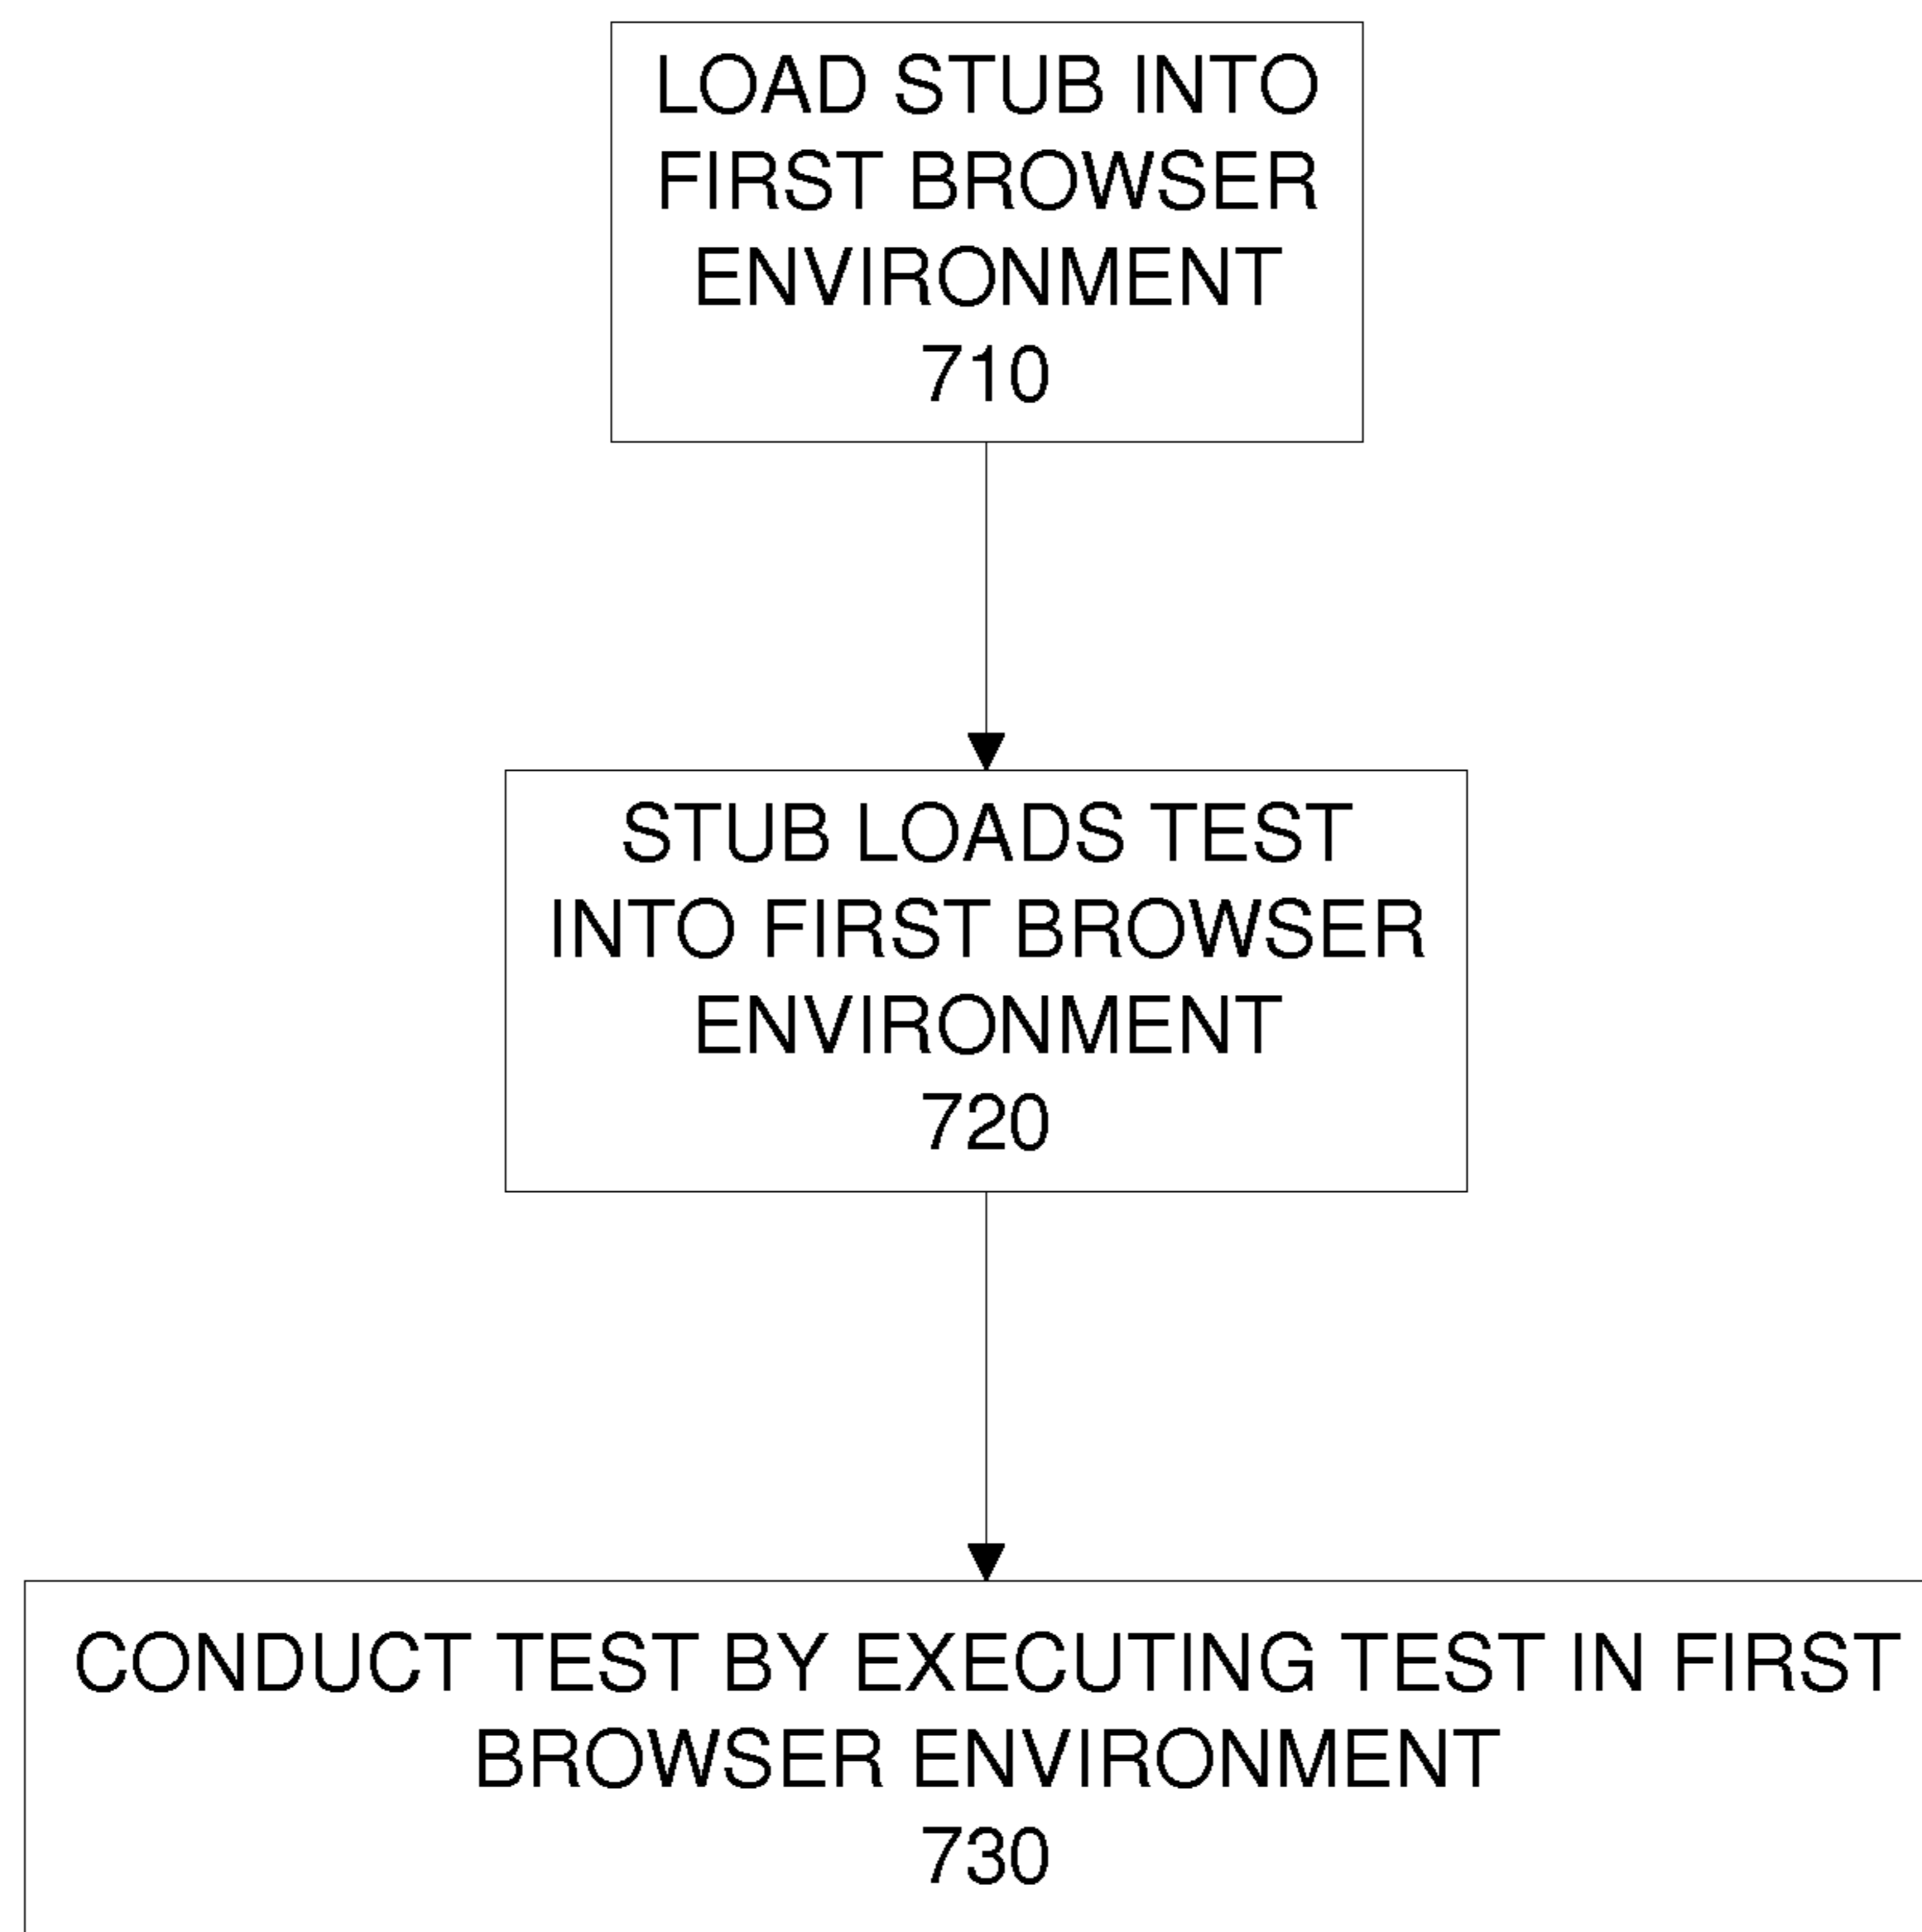 LOAD STUB INTO
FIRST BROWSER
ENVIRONMENT
710
STUB LOADS TEST
INTO FIRST BROWSER
ENVIRONMENT
720
CONDUCT TEST BY EXECUTING TEST IN FIRST
BROWSER ENVIRONMENT
730